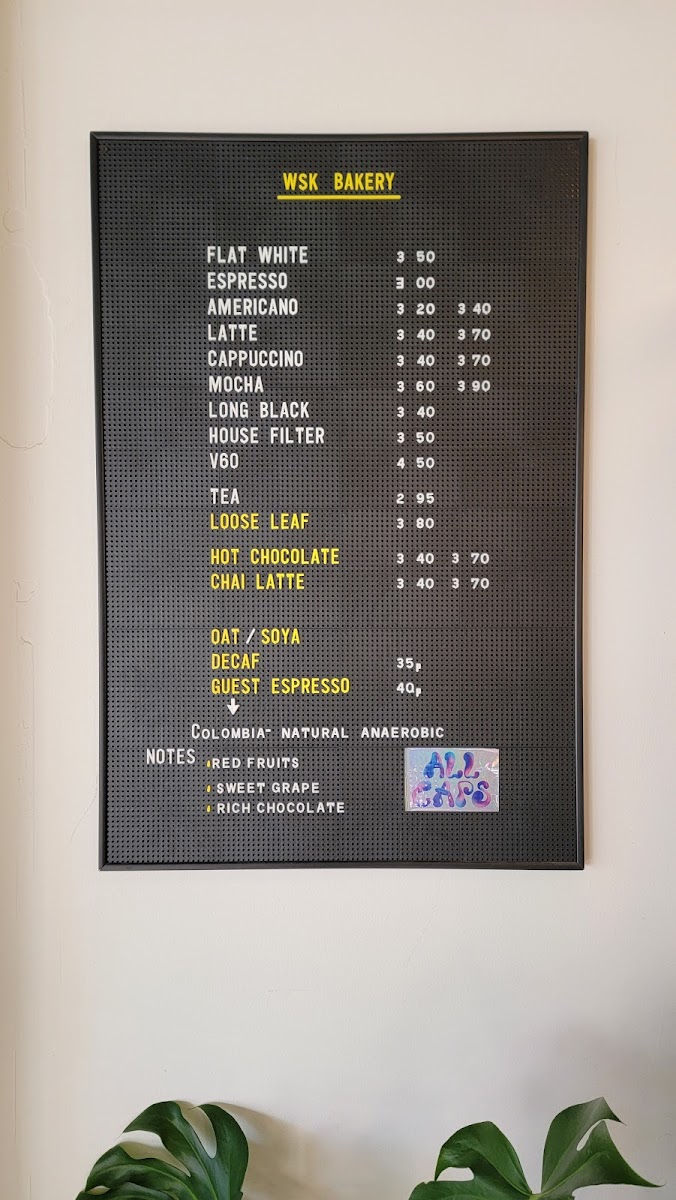 WSK BAKERY
FLAT WHITE 3 50
ESPRESSO 3 00
AMERICANO 3 20 3 40
LATTE 3 40 3 70
CAPPUCCINO 3 40 3 70
MOCHA 3 60 3 90
LONG BLACK 3 40
HOUSE FILTER 3 50
V60 4 50
TEA 2 95
LOOSE LEAF 3 80
HOT CHOCOLATE 3 40 3 70
CHAI LATTE 3 40 3 70
OAT / SOYA
DECAF 35p
GUEST ESPRESSO 40p
COLOMBIA- NATURAL ANAEROBIC
NOTES RED FRUITS
SWEET GRAPE
RICH CHOCOLATE
ALL
CAPS